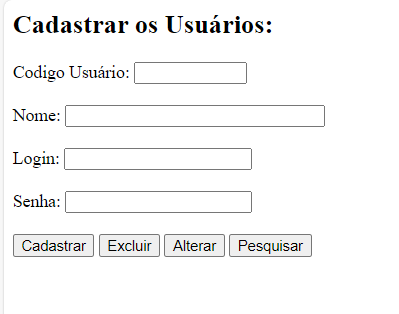 Cadastrar os Usuários:
Codigo Usuário:
Nome:
Login:
Senha:
Cadastrar Excluir Alterar Pesquisar